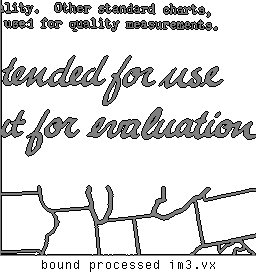 lity. Other standard charts,
used for quality measurements.
tended for use
t for evaluation
bound processed im3.vx